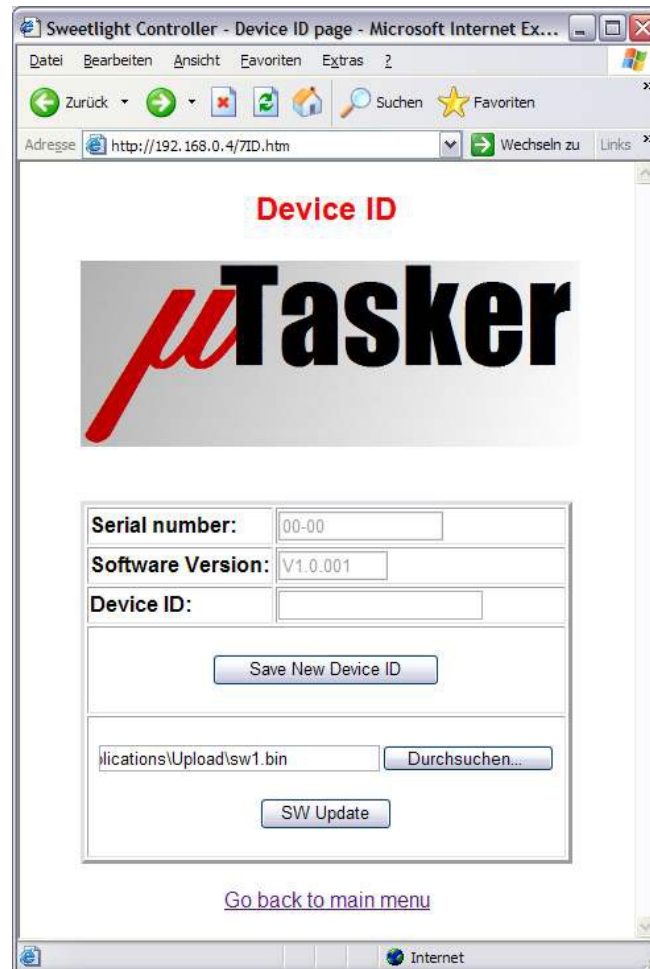 Sweetlight Controller - Device ID page - Microsoft Internet Ex...
Datei Bearbeiten Ansicht Favoriten Extras ?
Zurück Suchen Favoriten »
Adresse http://192.168.0.4/7ID.htm Wechseln zu Links »
Device ID
µTasker
Serial number: 00-00
Software Version: V1.0.001
Device ID:
Save New Device ID
lications\Upload\sw1.bin Durchsuchen...
SW Update
Go back to main menu
Internet